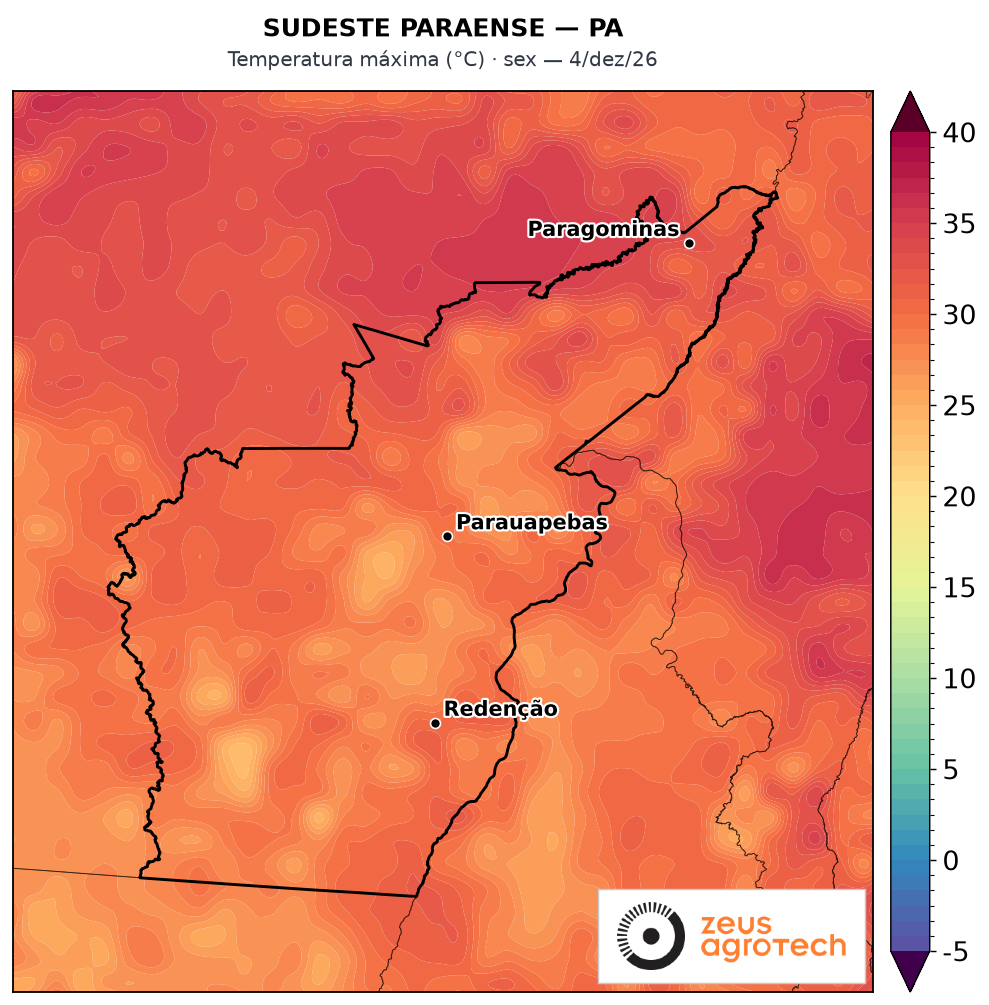 SUDESTE PARAENSE — PA
Temperatura máxima (°C) · sex — 4/dez/26
Paragominas
Parauapebas
Redenção
40
35
30
25
20
15
10
5
0
-5
zeus
agrotech